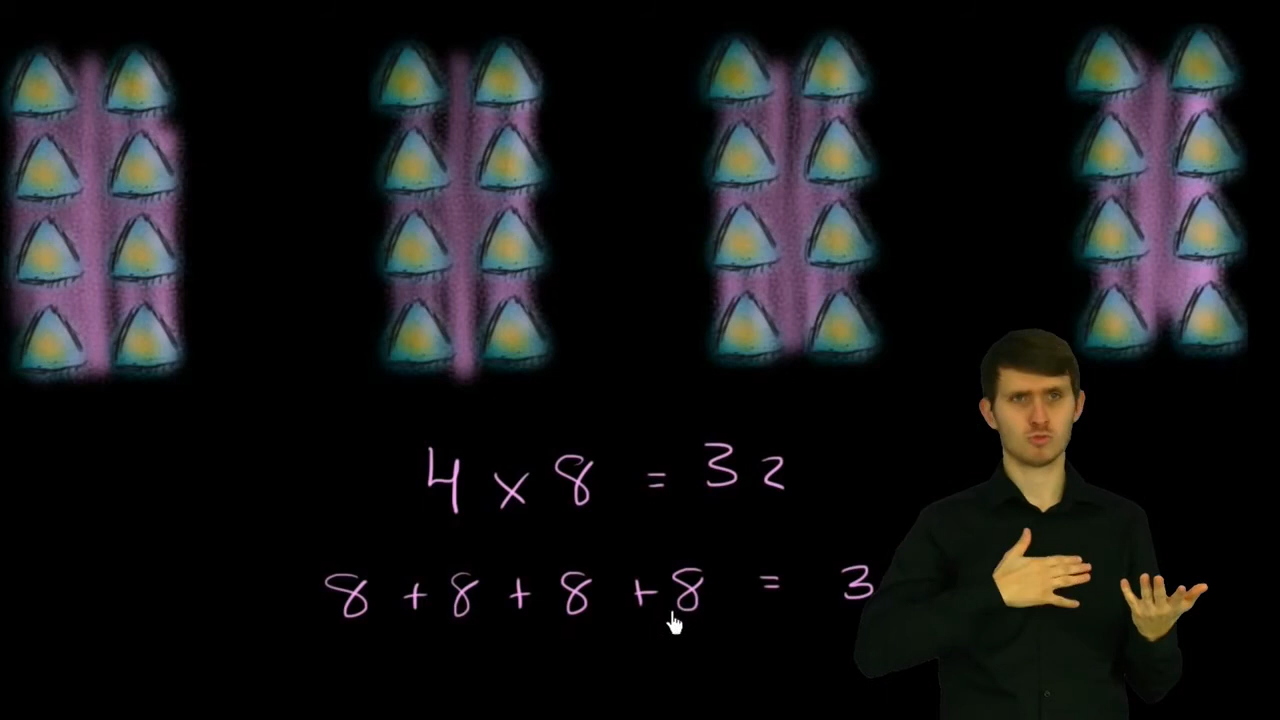 4 × 8 = 32
8 + 8 + 8 + 8 = 3